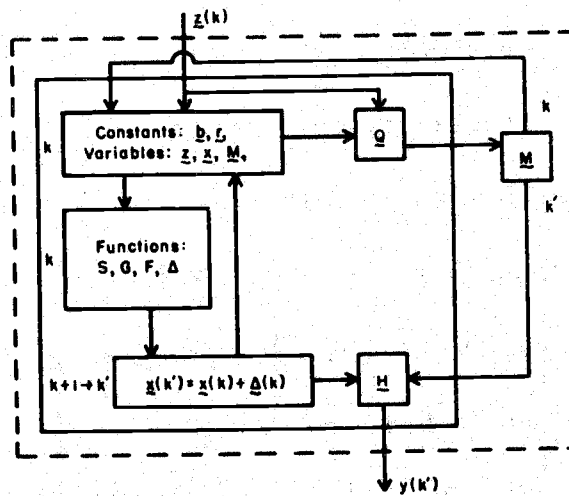 z(k)
k
Constants: b, r,
Variables: z, x, M,
k
Q
M
k'
Functions:
S, G, F, Δ
k
k+1→k'
x(k') = x(k) + Δ(k)
H
y(k')